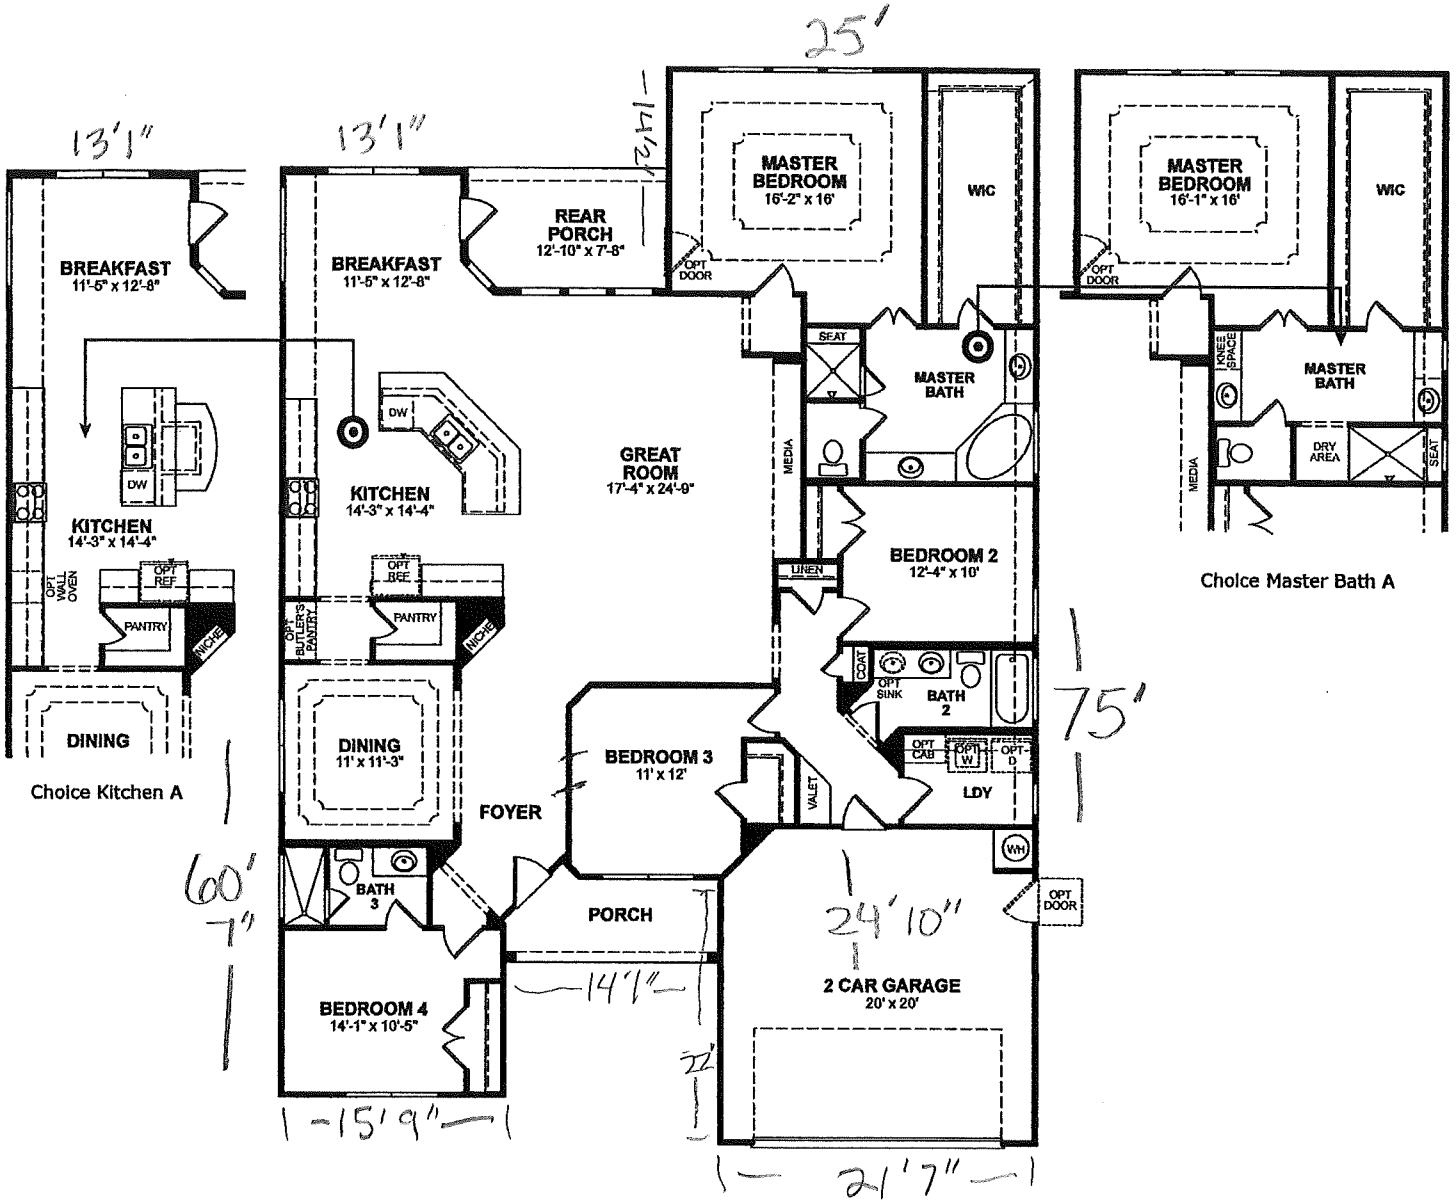 25'
13'1"
13'1"
14'2"
MASTER
BEDROOM
16'-2" x 16'
WIC
MASTER
BEDROOM
16'-1" x 16'
WIC
REAR
PORCH
12'-10" x 7'-8"
BREAKFAST
11'-5" x 12'-8"
BREAKFAST
11'-5" x 12'-8"
OPT
DOOR
OPT
DOOR
SEAT
MASTER
BATH
KNEE
SPACE
MASTER
BATH
DW
GREAT
ROOM
17'-4" x 24'-9"
MEDIA
DRY
AREA
SEAT
MEDIA
DW
KITCHEN
14'-3" x 14'-4"
KITCHEN
14'-3" x 14'-4"
BEDROOM 2
12'-4" x 10'
LINEN
Choice Master Bath A
OPT
REF
OPT
REF
OPT
WALL
OVEN
OPT
BUTLER'S
PANTRY
PANTRY
PANTRY
NICHE
NICHE
COAT
OPT
SINK
BATH
2
75'
DINING
DINING
11' x 11'-3"
BEDROOM 3
11' x 12'
OPT
CAB
OPT
W
OPT
D
LDY
VALET
Choice Kitchen A
FOYER
WH
60'
7"
BATH
3
PORCH
OPT
DOOR
24'10"
2 CAR GARAGE
20' x 20'
14'1"
BEDROOM 4
14'-1" x 10'-5"
22'
15'9"
21'7"